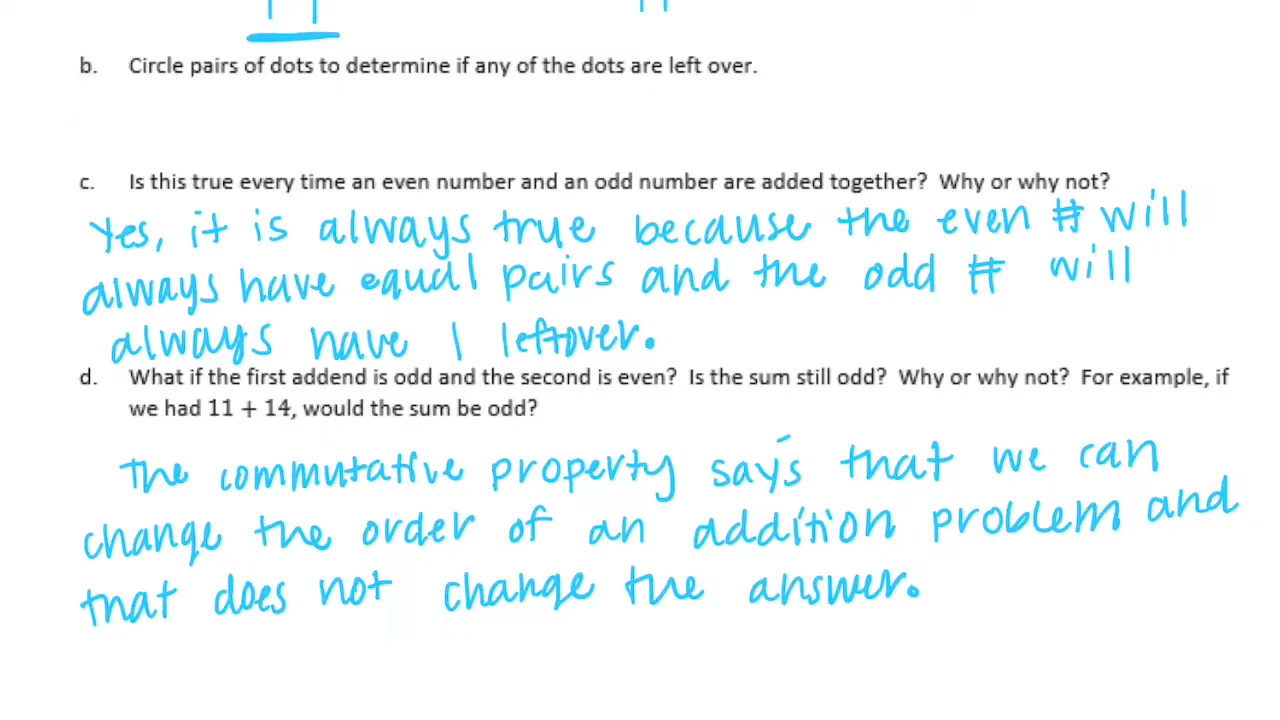 b. Circle pairs of dots to determine if any of the dots are left over.
c. Is this true every time an even number and an odd number are added together? Why or why not?
Yes, it is always true because the even # will
always have equal pairs and the odd # will
always have 1 leftover.
d. What if the first addend is odd and the second is even? Is the sum still odd? Why or why not? For example, if
we had 11 + 14, would the sum be odd?
The commutative property says that we can
change the order of an addition problem and
that does not change the answer.